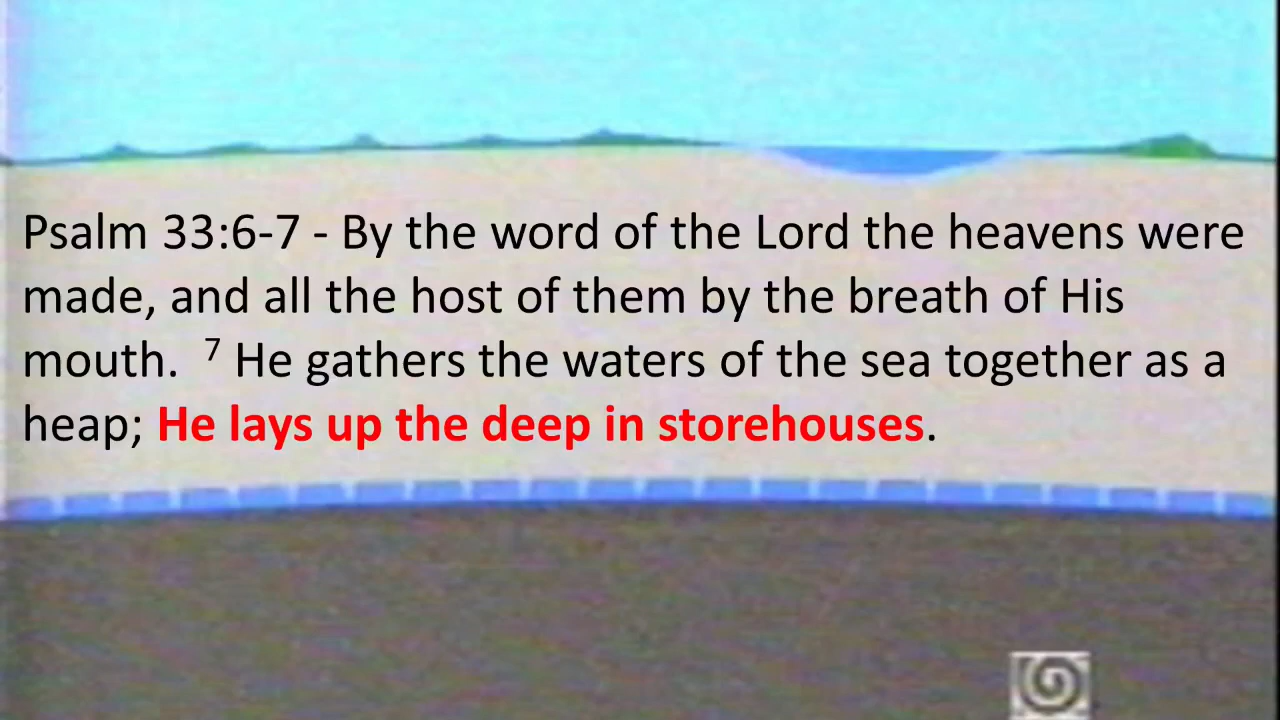 Psalm 33:6-7 - By the word of the Lord the heavens were
made, and all the host of them by the breath of His
mouth. ⁷ He gathers the waters of the sea together as a
heap; He lays up the deep in storehouses.